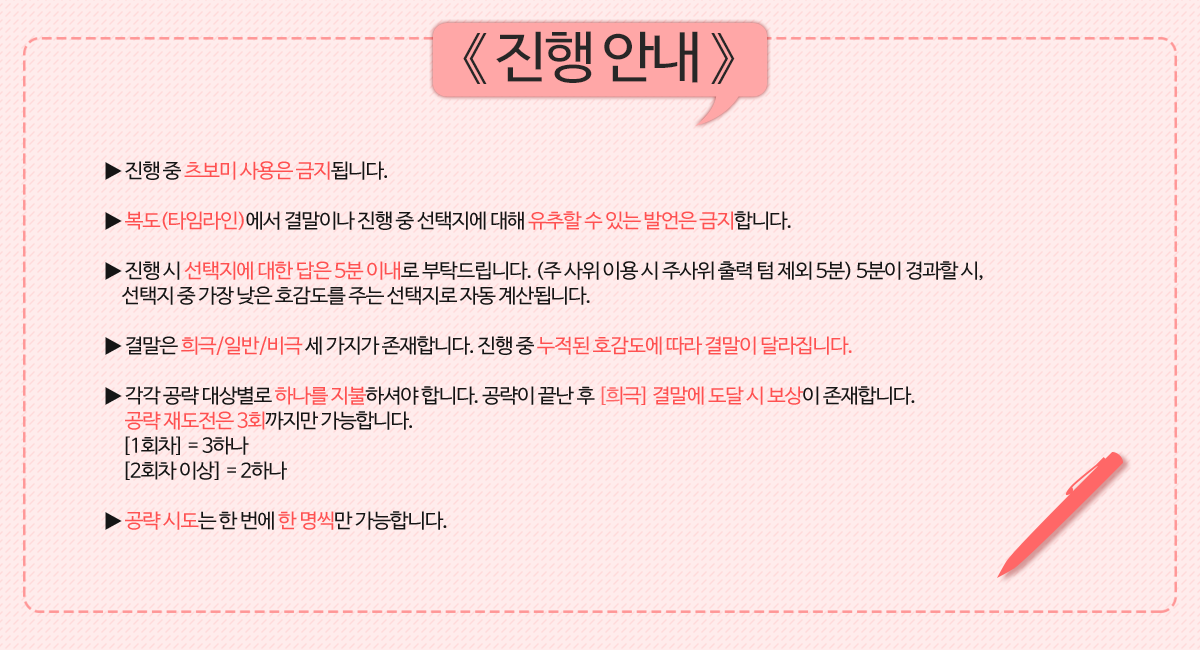 《 진행 안내 》
▶ 진행 중 츠보미 사용은 금지됩니다.
▶ 복도(타임라인)에서 결말이나 진행 중 선택지에 대해 유추할 수 있는 발언은 금지합니다.
▶ 진행 시 선택지에 대한 답은 5분 이내로 부탁드립니다. (주 사위 이용 시 주사위 출력 텀 제외 5분) 5분이 경과할 시,
선택지 중 가장 낮은 호감도를 주는 선택지로 자동 계산됩니다.
▶ 결말은 희극/일반/비극 세 가지가 존재합니다. 진행 중 누적된 호감도에 따라 결말이 달라집니다.
▶ 각각 공략 대상별로 하나를 지불하셔야 합니다. 공략이 끝난 후 [희극] 결말에 도달 시 보상이 존재합니다.
공략 재도전은 3회까지만 가능합니다.
[1회차] = 3하나
[2회차 이상] = 2하나
▶ 공략 시도는 한 번에 한 명씩만 가능합니다.